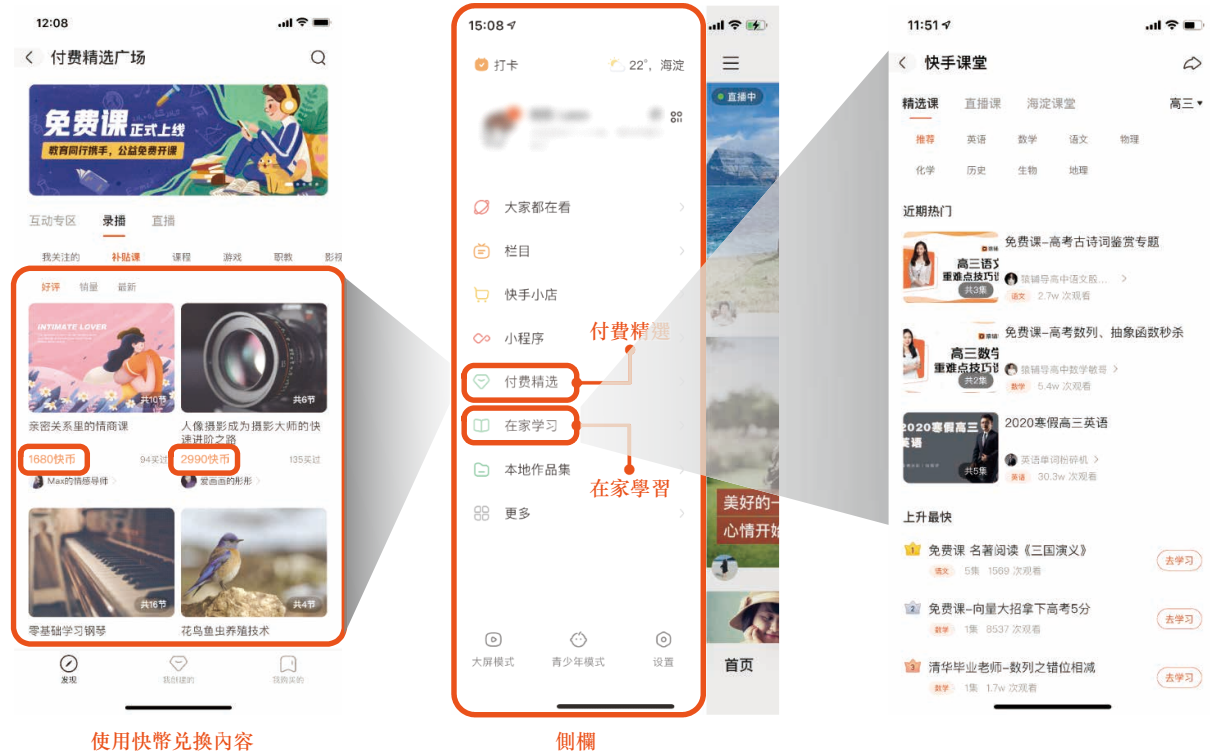 12:08
付费精选广场
免费课正式上线
教育同行携手，公益免费开课
互动专区 录播 直播
我关注的 补贴课 课程 游戏 职教
好评 销量 最新
INTIMATE LOVER
共10节
共6节
亲密关系里的情商课
人像摄影成为摄影大师的快
速进阶之路
1680快币
94买过
2990快币
135买过
Max的情感导师
爱画画的彤彤
共16节
共4节
零基础学习钢琴
花鸟鱼虫养殖技术
发现
我创建的
我购买的
使用快幣兑換內容
15:08
打卡
22°, 海淀
大家都在看
栏目
快手小店
小程序
付費精選
付费精选
在家学习
本地作品集
在家學習
更多
大屏模式
青少年模式
设置
直播中
美好的一
心情开始
首页
側欄
11:51
快手课堂
精选课 直播课 海淀课堂 高三
推荐 英语 数学 语文 物理
化学 历史 生物 地理
近期热门
高三语文
重难点技巧
共3集
免费课–高考古诗词鉴赏专题
猿辅导高中语文殷...
语文 2.7w 次观看
高三数学
重难点技巧
共2集
免费课–高考数列、抽象函数秒杀
猿辅导高中数学敏哥
数学 5.4w 次观看
2020寒假高三
英语
共5集
2020寒假高三英语
英语单词粉碎机
英语 30.3w 次观看
上升最快
1 免费课 名著阅读《三国演义》
语文 5集 1569 次观看
去学习
2 免费课–向量大招拿下高考5分
数学 1集 8537 次观看
去学习
3 清华毕业老师–数列之错位相减
数学 1集 1.7w 次观看
去学习